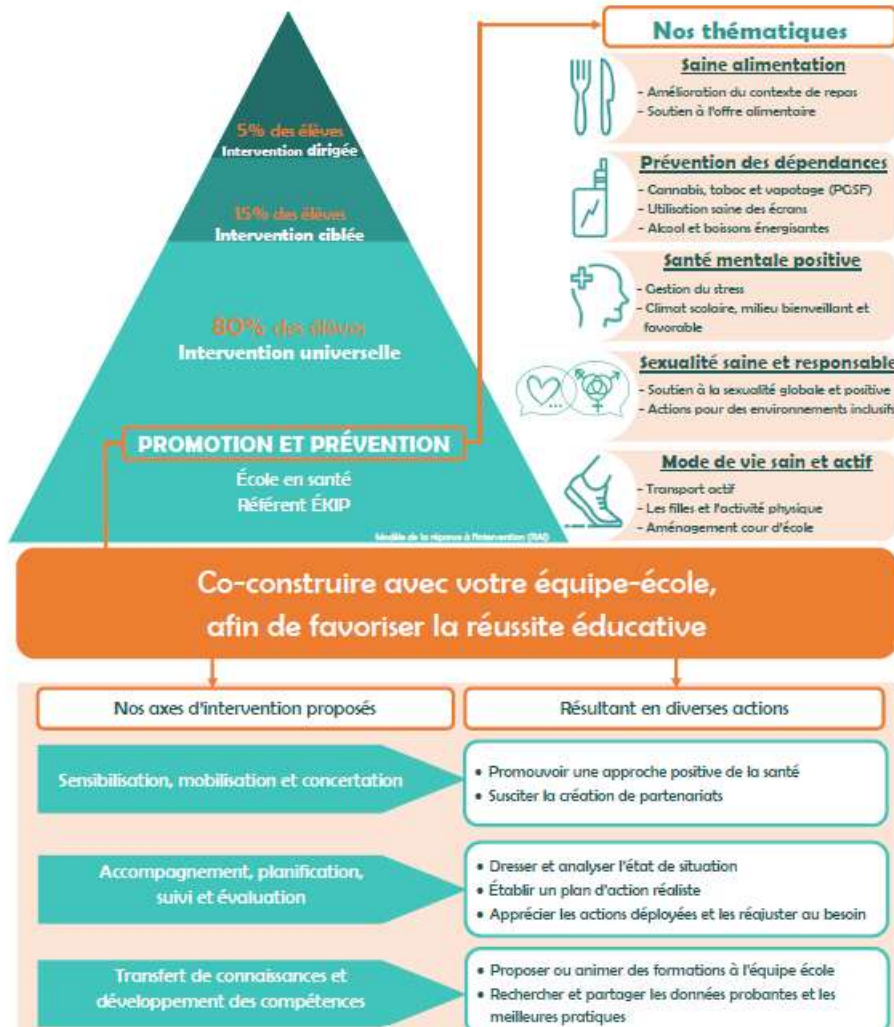 5% des élèves
Intervention dirigée
15% des élèves
Intervention ciblée
80% des élèves
Intervention universelle
PROMOTION ET PRÉVENTION
École en santé
Référent ÉKIP
Modèle de la réponse à l'intervention (RAI)
Nos thématiques
Saine alimentation
- Amélioration du contexte de repas
- Soutien à l'offre alimentaire
Prévention des dépendances
- Cannabis, tabac et vapotage (PGSF)
- Utilisation saine des écrans
- Alcool et boissons énergisantes
Santé mentale positive
- Gestion du stress
- Climat scolaire, milieu bienveillant et
favorable
Sexualité saine et responsable
- Soutien à la sexualité globale et positive
- Actions pour des environnements inclusifs
Mode de vie sain et actif
- Transport actif
- Les filles et l'activité physique
- Aménagement cour d'école
Co-construire avec votre équipe-école,
afin de favoriser la réussite éducative
Nos axes d'intervention proposés
Résultant en diverses actions
Sensibilisation, mobilisation et concertation
• Promouvoir une approche positive de la santé
• Susciter la création de partenariats
Accompagnement, planification,
suivi et évaluation
• Dresser et analyser l'état de situation
• Établir un plan d'action réaliste
• Apprécier les actions déployées et les réajuster au besoin
Transfert de connaissances et
développement des compétences
• Proposer ou animer des formations à l'équipe école
• Rechercher et partager les données probantes et les
meilleures pratiques